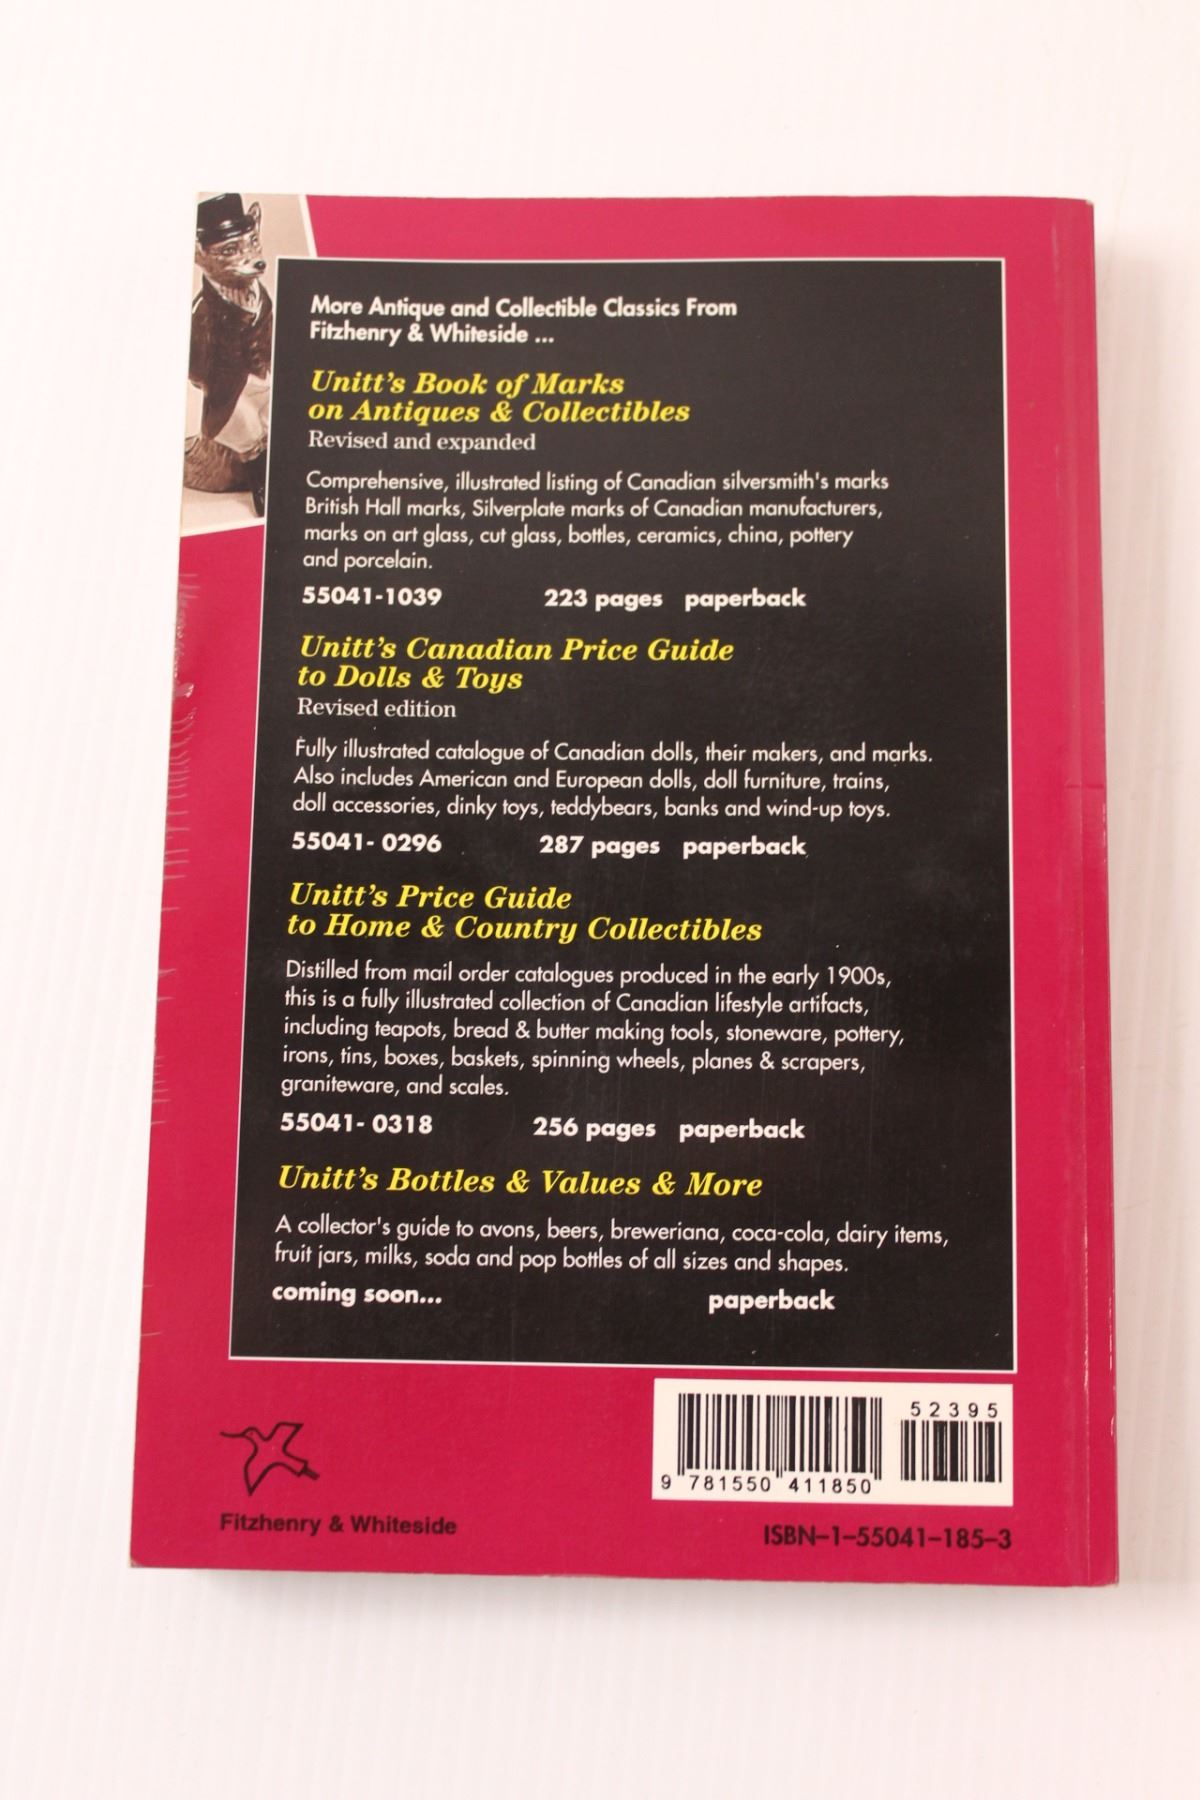 More Antique and Collectible Classics From
Fitzhenry & Whiteside ...
Unitt's Book of Marks
on Antiques & Collectibles
Revised and expanded
Comprehensive, illustrated listing of Canadian silversmith's marks
British Hall marks, Silverplate marks of Canadian manufacturers,
marks on art glass, cut glass, bottles, ceramics, china, pottery
and porcelain.
55041-1039 223 pages paperback
Unitt's Canadian Price Guide
to Dolls & Toys
Revised edition
Fully illustrated catalogue of Canadian dolls, their makers, and marks.
Also includes American and European dolls, doll furniture, trains,
doll accessories, dinky toys, teddybears, banks and wind-up toys.
55041- 0296 287 pages paperback
Unitt's Price Guide
to Home & Country Collectibles
Distilled from mail order catalogues produced in the early 1900s,
this is a fully illustrated collection of Canadian lifestyle artifacts,
including teapots, bread & butter making tools, stoneware, pottery,
irons, tins, boxes, baskets, spinning wheels, planes & scrapers,
graniteware, and scales.
55041- 0318 256 pages paperback
Unitt's Bottles & Values & More
A collector's guide to avons, beers, breweriana, coca-cola, dairy items,
fruit jars, milks, soda and pop bottles of all sizes and shapes.
coming soon... paperback
52395
9 781550 411850
Fitzhenry & Whiteside
ISBN-1-55041-185-3